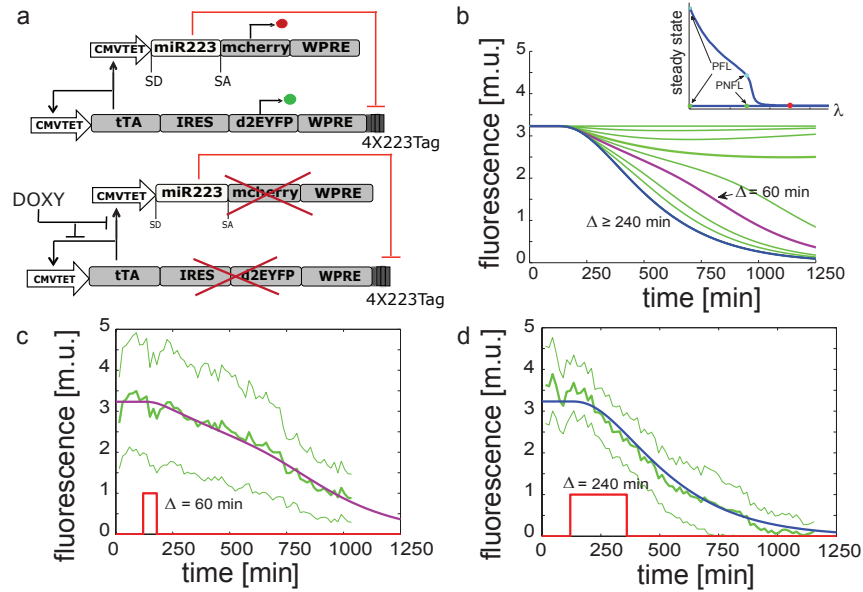 a
CMVTET miR223 mcherry WPRE
SD SA
CMVTET tTA IRES d2EYFP WPRE
4X223Tag
DOXY
CMVTET miR223 mcherry WPRE
SD SA
CMVTET tTA IRES d2EYFP WPRE
4X223Tag
b
steady state
PFL
PNFL
λ
fluorescence [m.u.]
5
4
3
2
1
0
Δ = 60 min
Δ ≥ 240 min
0 250 500 750 1000 1250
time [min]
c
fluorescence [m.u.]
5
4
3
2
1
0
Δ = 60 min
0 250 500 750 1000 1250
time [min]
d
fluorescence [m.u.]
5
4
3
2
1
0
Δ = 240 min
0 250 500 750 1000 1250
time [min]